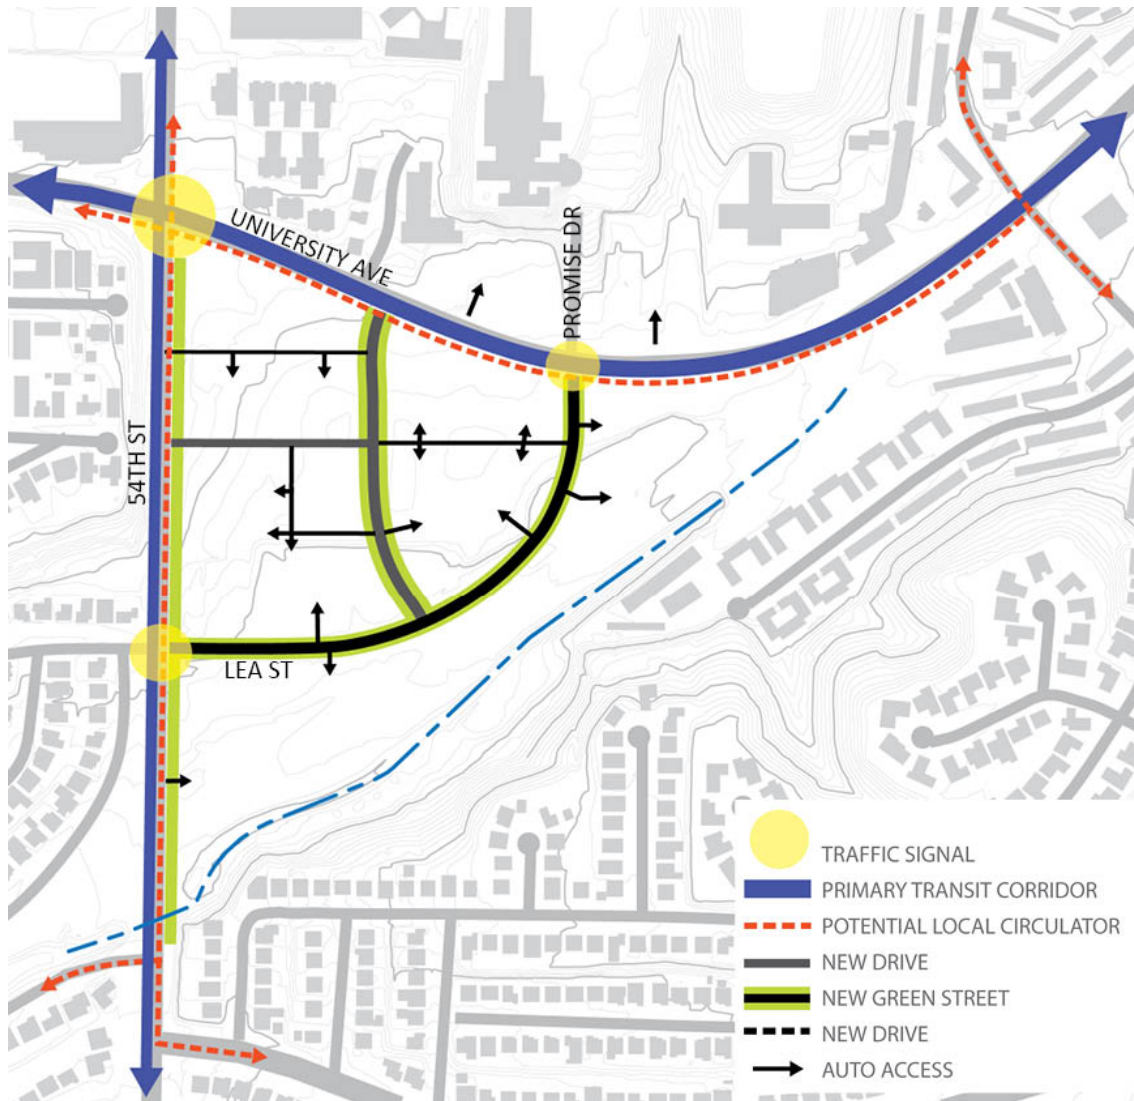 UNIVERSITY AVE
PROMISE DR
54TH ST
LEA ST
TRAFFIC SIGNAL
PRIMARY TRANSIT CORRIDOR
POTENTIAL LOCAL CIRCULATOR
NEW DRIVE
NEW GREEN STREET
NEW DRIVE
AUTO ACCESS